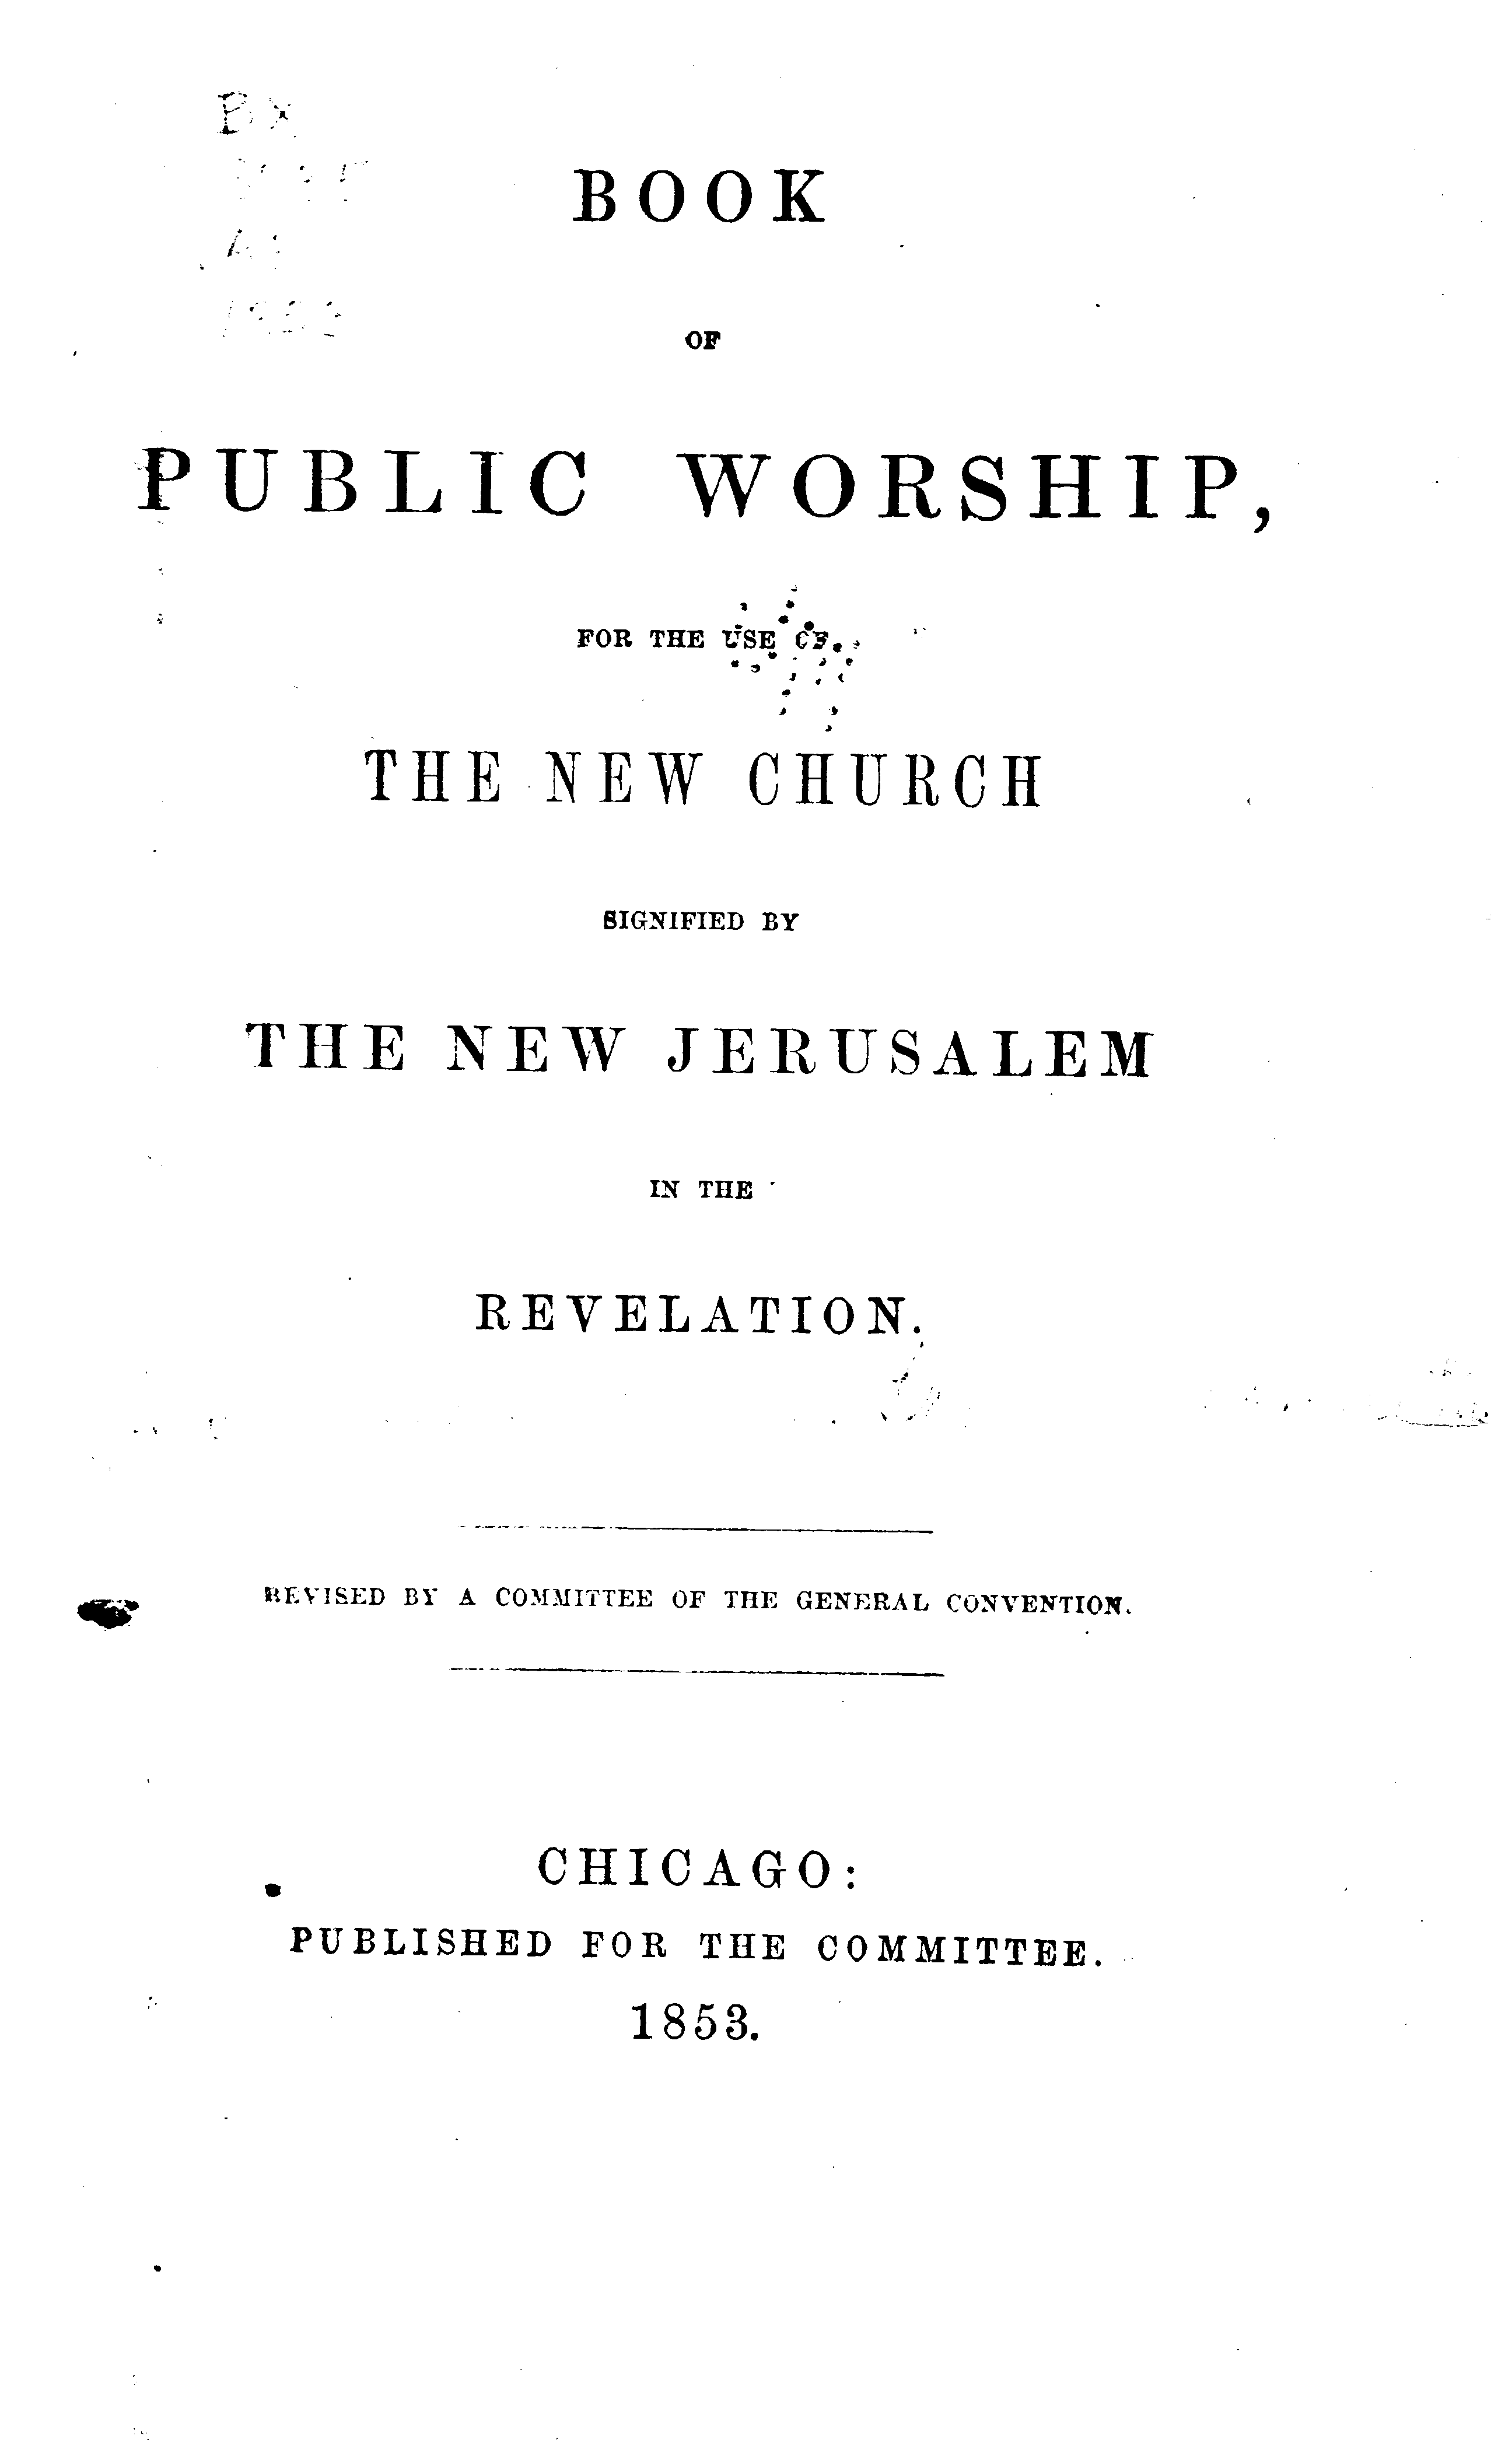 BX
BOOK
OF
PUBLIC WORSHIP,
FOR THE USE OF
THE NEW CHURCH
SIGNIFIED BY
THE NEW JERUSALEM
IN THE
REVELATION.
REVISED BY A COMMITTEE OF THE GENERAL CONVENTION.
CHICAGO:
PUBLISHED FOR THE COMMITTEE.
1853.